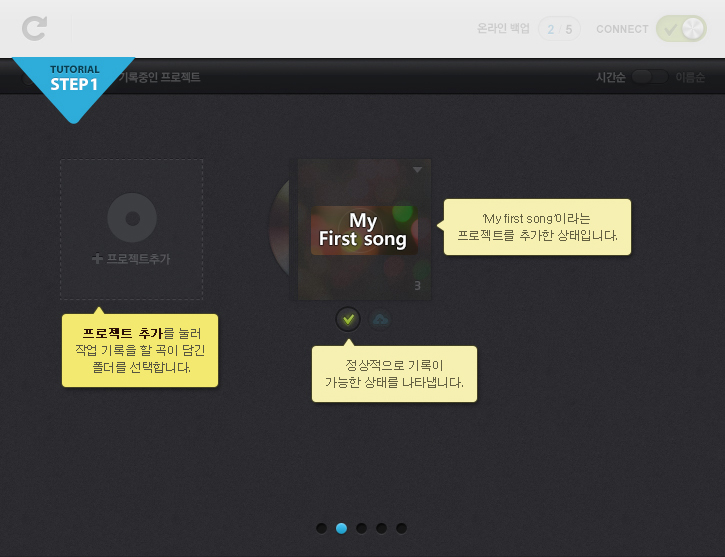 온라인 백업
2 / 5
CONNECT
TUTORIAL
STEP1
기록중인 프로젝트
시간순
이름순
My
First song
3
+ 프로젝트추가
'My first song'이라는
프로젝트를 추가한 상태입니다.
프로젝트 추가를 눌러
작업 기록을 할 곡이 담긴
폴더를 선택합니다.
정상적으로 기록이
가능한 상태를 나타냅니다.